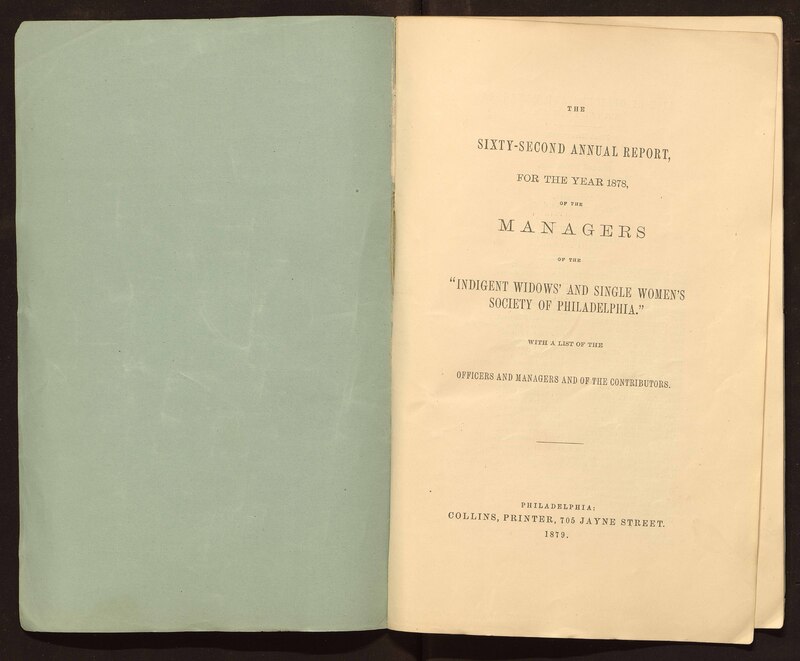 THE
SIXTY-SECOND ANNUAL REPORT,
FOR THE YEAR 1878,
OF THE
MANAGERS
OF THE
"INDIGENT WIDOWS' AND SINGLE WOMEN'S
SOCIETY OF PHILADELPHIA."
WITH A LIST OF THE
OFFICERS AND MANAGERS AND OF THE CONTRIBUTORS.
PHILADELPHIA:
COLLINS, PRINTER, 705 JAYNE STREET.
1879.